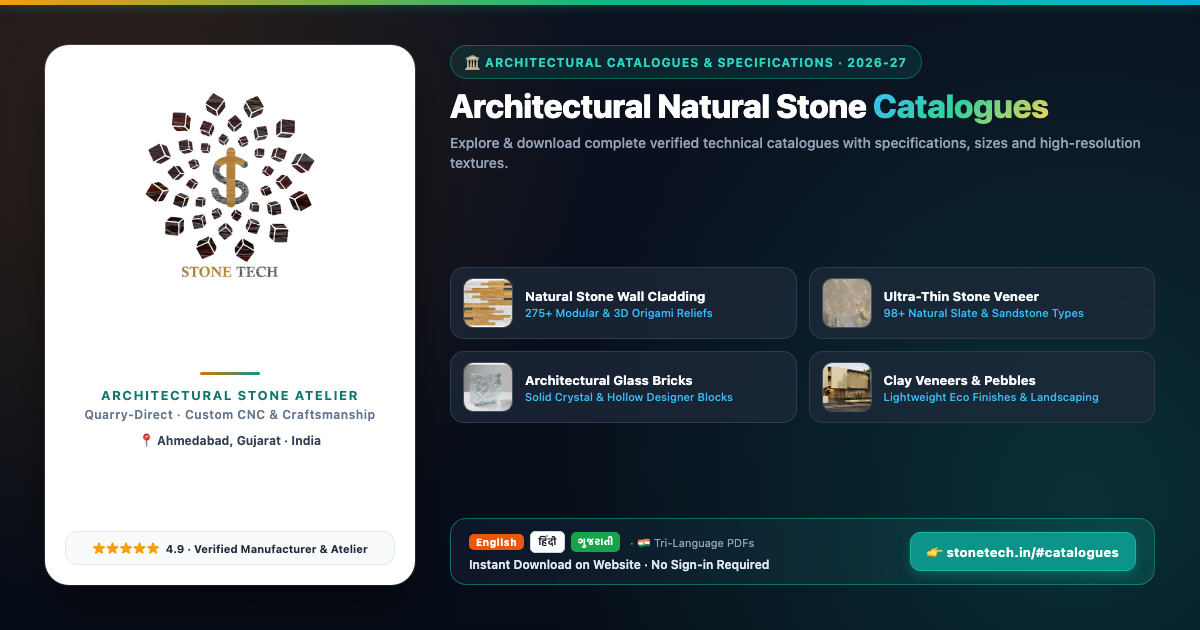 STONE TECH
ARCHITECTURAL STONE ATELIER
Quarry-Direct · Custom CNC & Craftsmanship
📍 Ahmedabad, Gujarat · India
⭐⭐⭐⭐⭐ 4.9 · Verified Manufacturer & Atelier
🏛️ ARCHITECTURAL CATALOGUES & SPECIFICATIONS · 2026-27
Architectural Natural Stone Catalogues
Explore & download complete verified technical catalogues with specifications, sizes and high-resolution
textures.
Natural Stone Wall Cladding
275+ Modular & 3D Origami Reliefs
Ultra-Thin Stone Veneer
98+ Natural Slate & Sandstone Types
Architectural Glass Bricks
Solid Crystal & Hollow Designer Blocks
Clay Veneers & Pebbles
Lightweight Eco Finishes & Landscaping
English हिंदी ગુજરાતી · 🇮🇳 Tri-Language PDFs
Instant Download on Website · No Sign-in Required
👉 stonetech.in/#catalogues